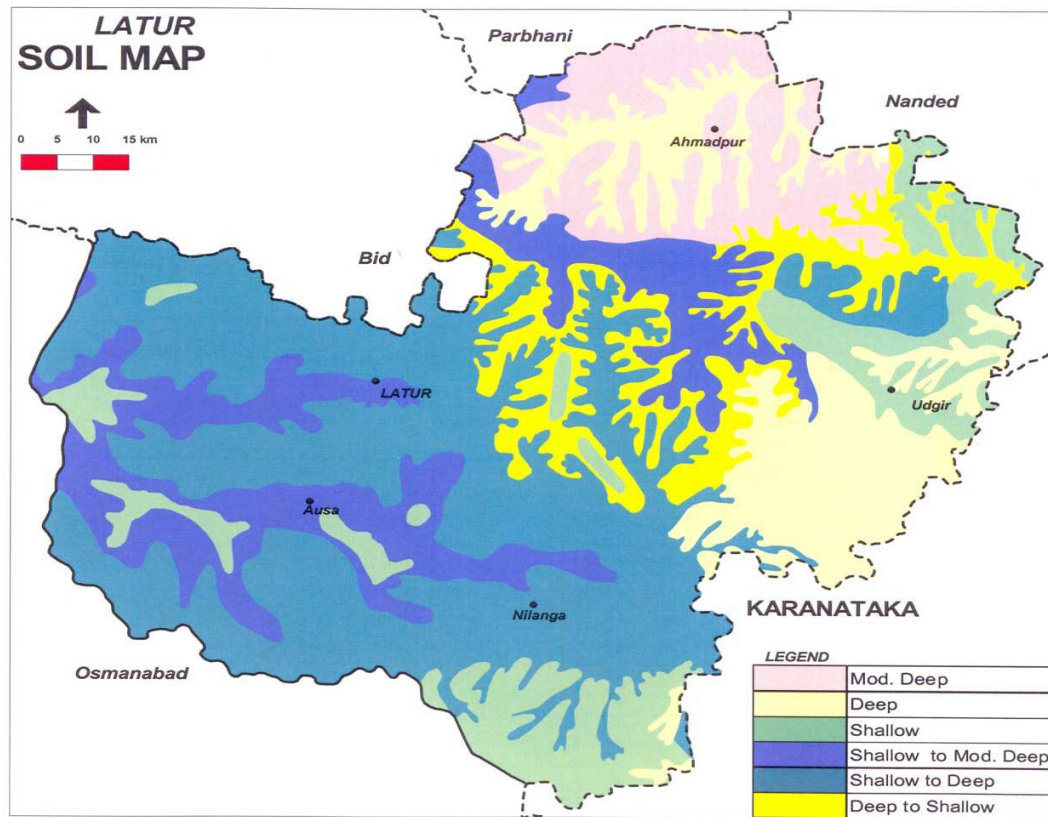 LATUR
SOIL MAP
0 5 10 15 km
Parbhani
Nanded
Ahmadpur
Bid
LATUR
Udgir
Ausa
Nilanga
KARANATAKA
Osmanabad
LEGEND
Mod. Deep
Deep
Shallow
Shallow to Mod. Deep
Shallow to Deep
Deep to Shallow